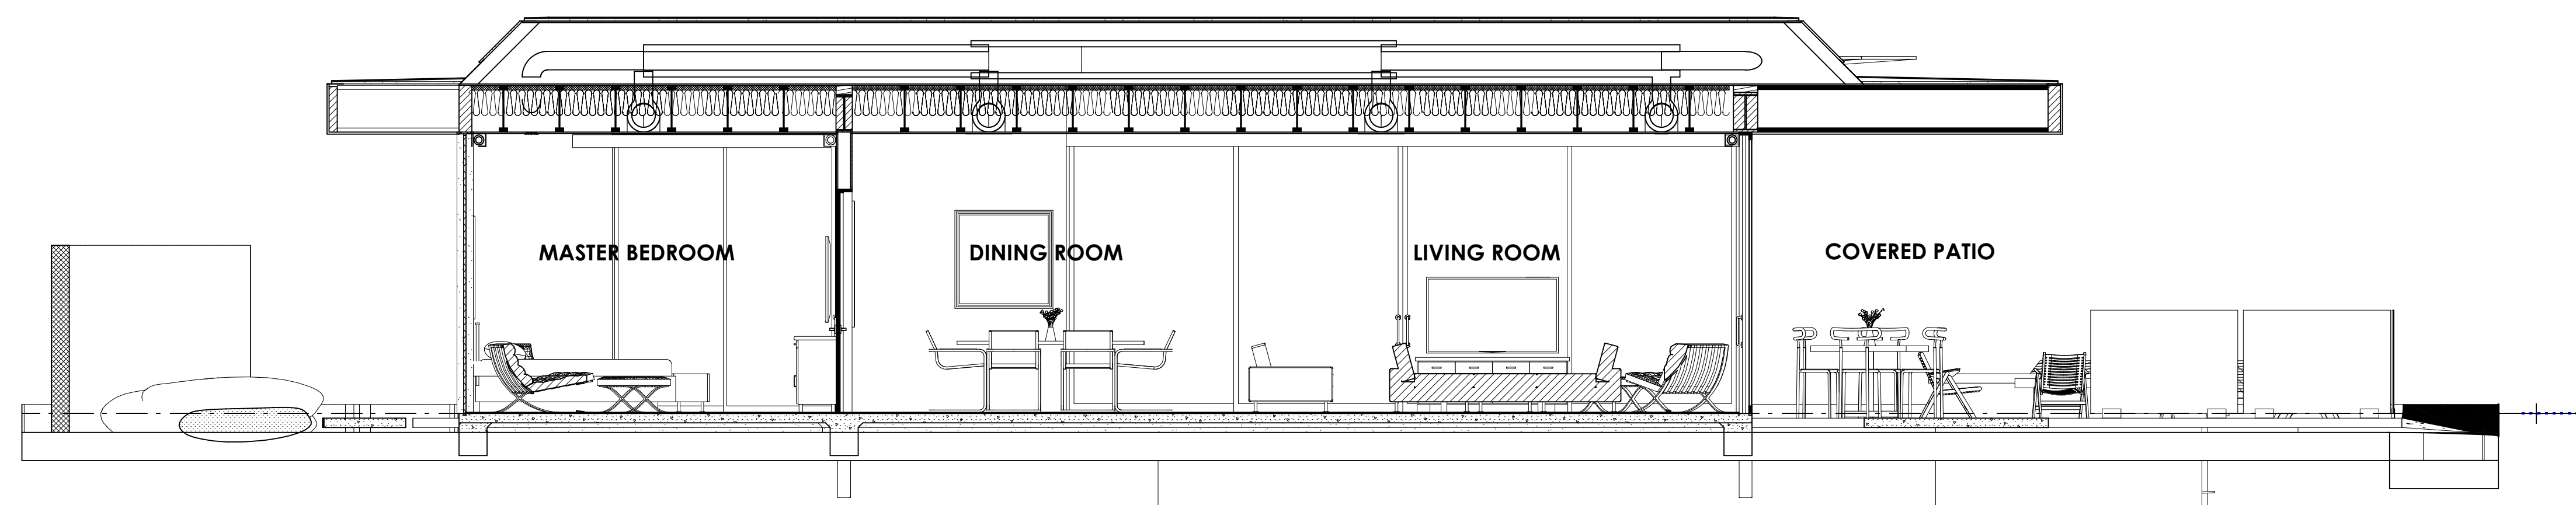 MASTER BEDROOM
DINING ROOM
LIVING ROOM
COVERED PATIO